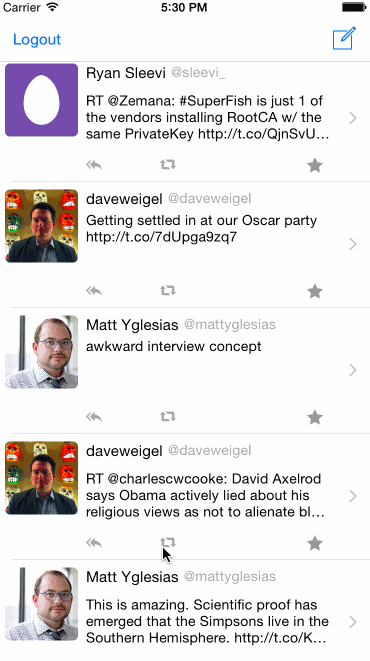 Carrier 5:30 PM
Logout
Ryan Sleevi @sleevi_
RT @Zemana: #SuperFish is just 1 of
the vendors installing RootCA w/ the
same PrivateKey http://t.co/QjnSvU...
daveweigel @daveweigel
Getting settled in at our Oscar party
http://t.co/7dUpga9zq7
Matt Yglesias @mattyglesias
awkward interview concept
daveweigel @daveweigel
RT @charlescwcooke: David Axelrod
says Obama actively lied about his
religious views as not to alienate bl...
Matt Yglesias @mattyglesias
This is amazing. Scientific proof has
emerged that the Simpsons live in the
Southern Hemisphere. http://t.co/K...